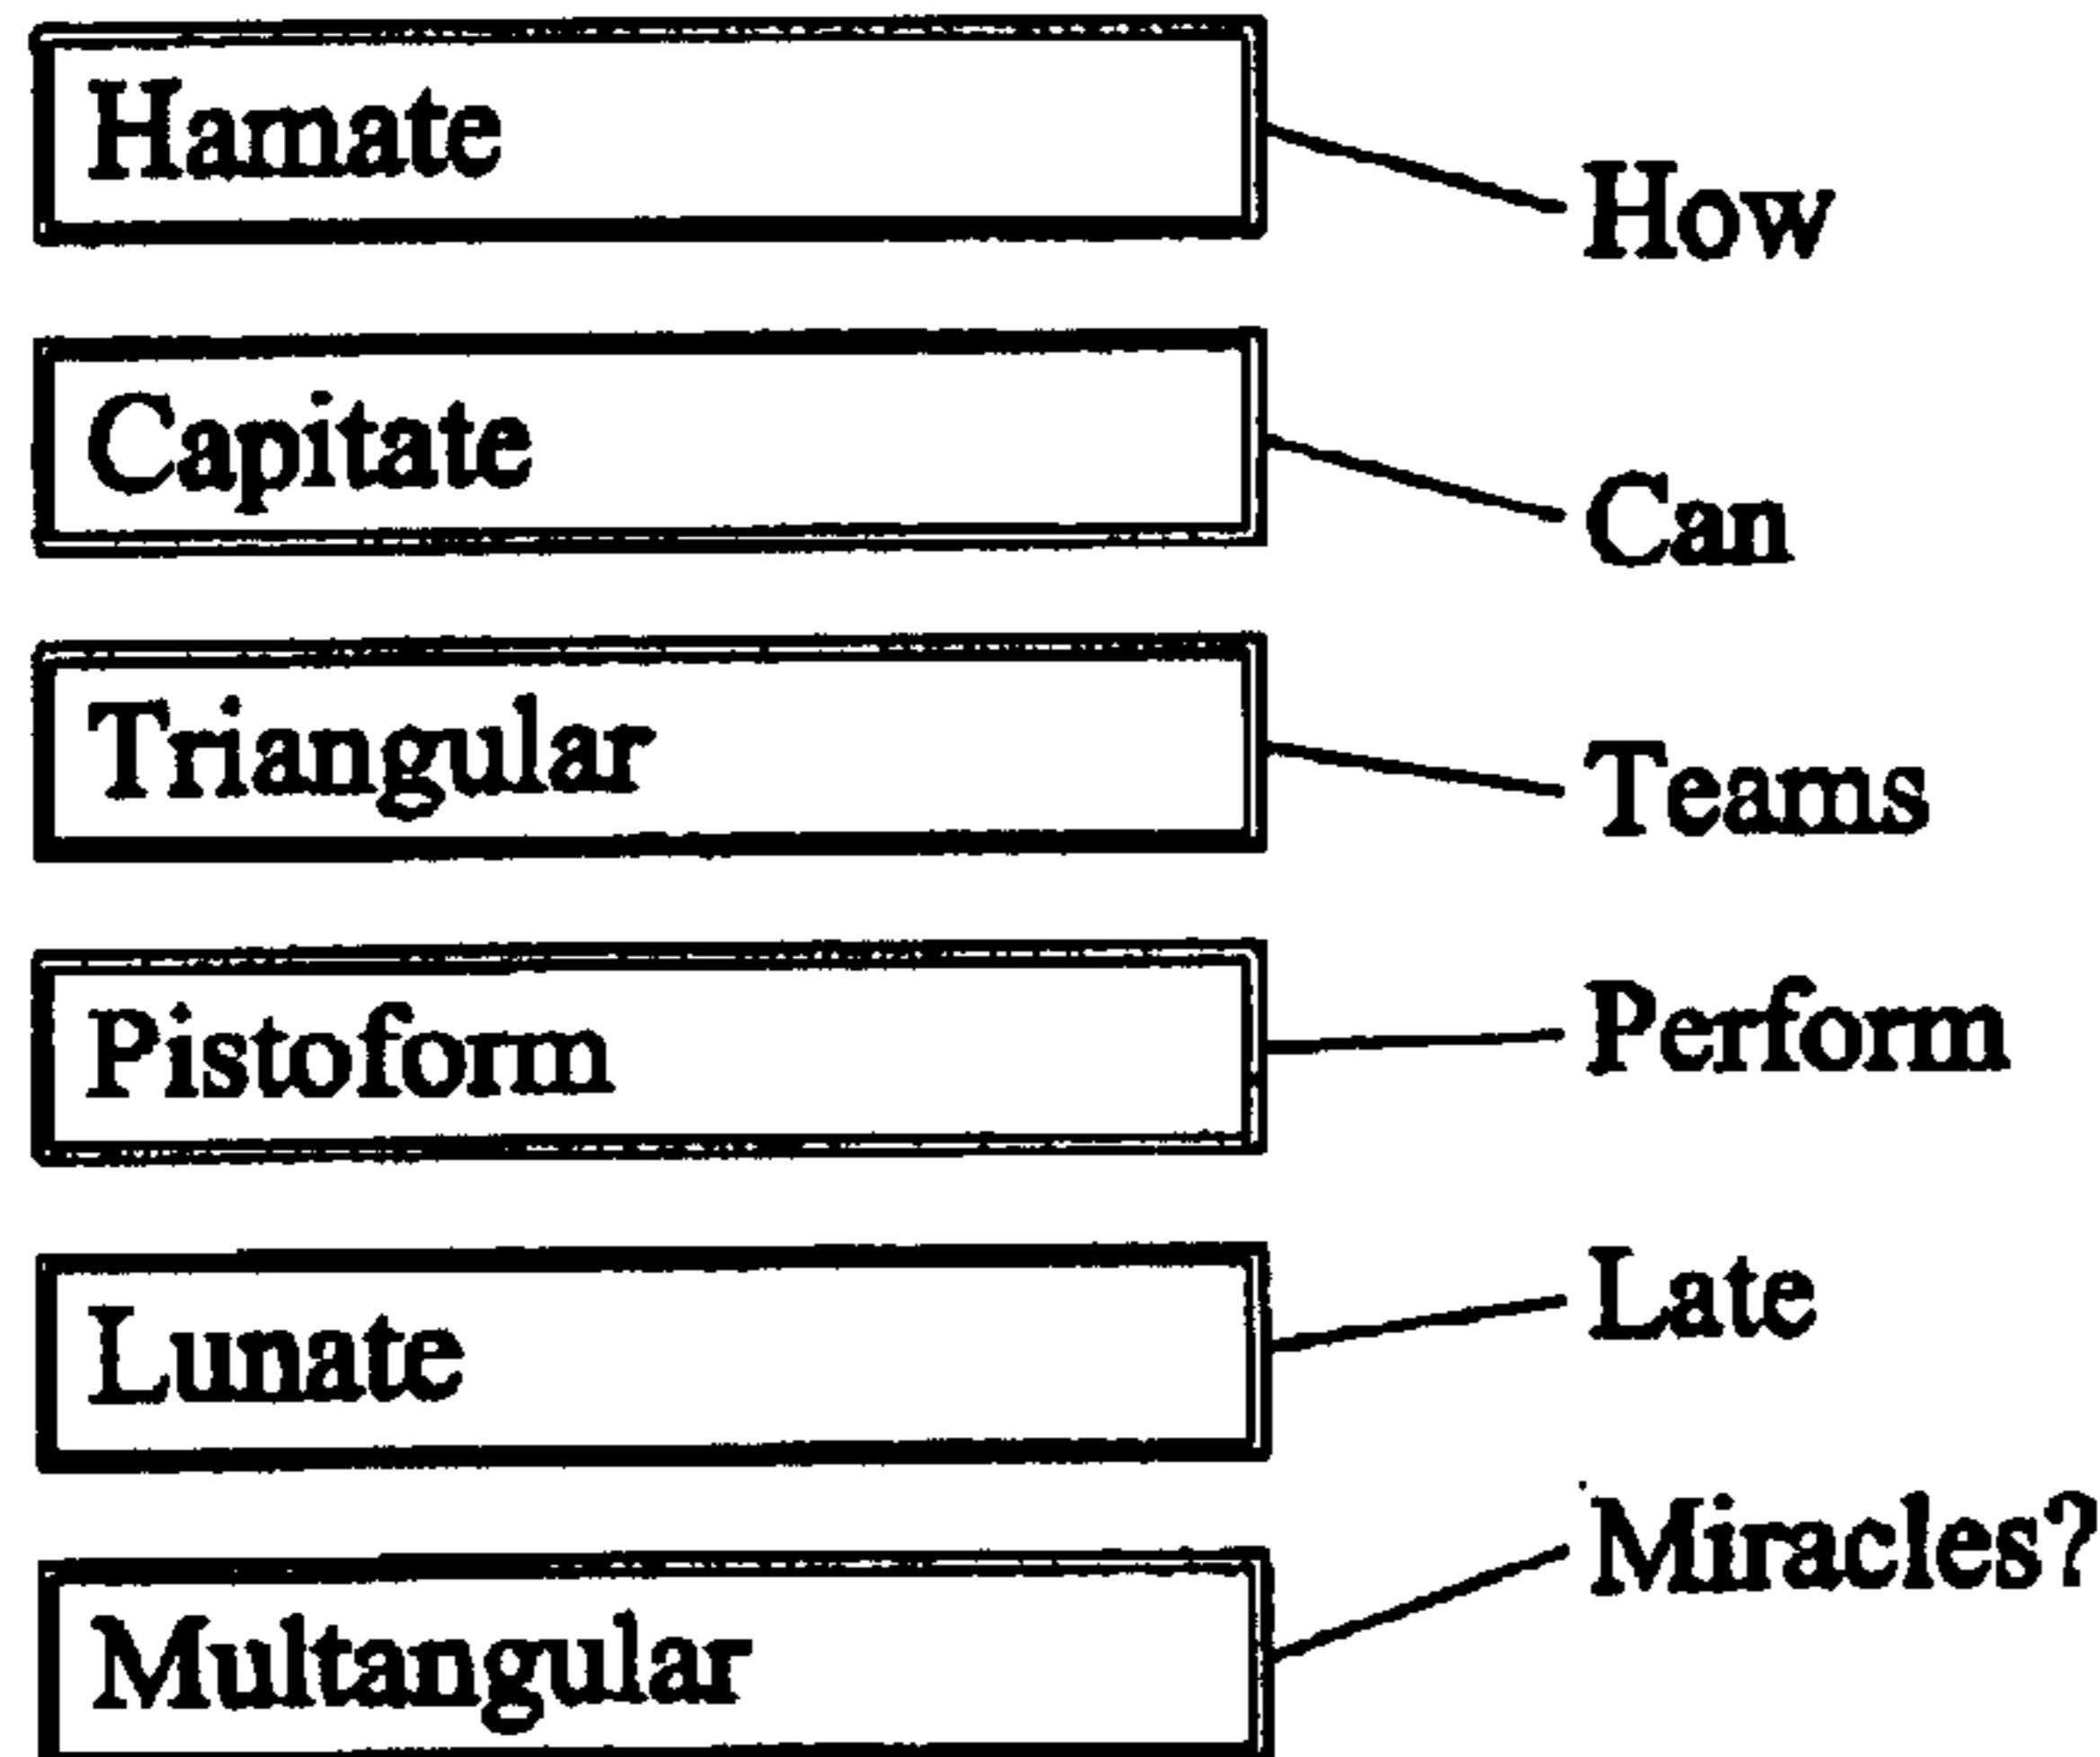 Hamate
How
Capitate
Can
Triangular
Teams
Pistoform
Perform
Lunate
Late
Multangular
Miracles?